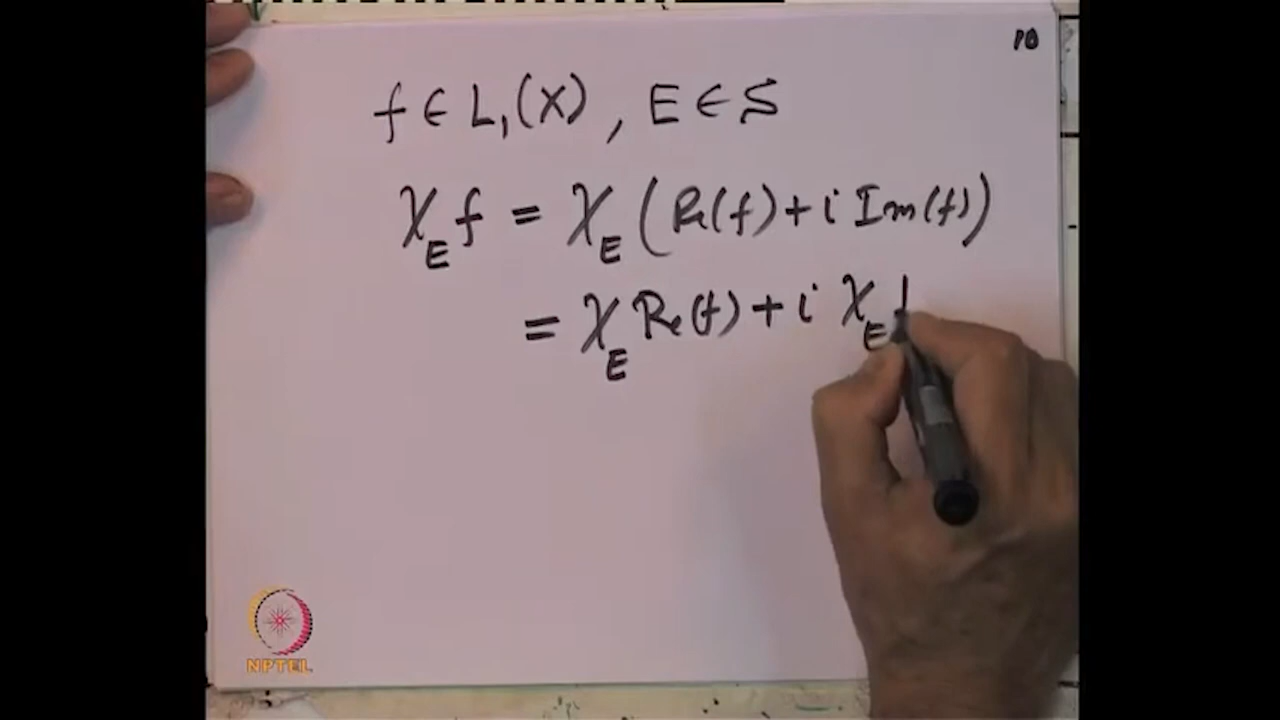 10
f ∈ L₁(X), E ∈ S
χ_E f = χ_E (Re(f) + i Im(f))
= χ_E Re(f) + i χ_E
NPTEL